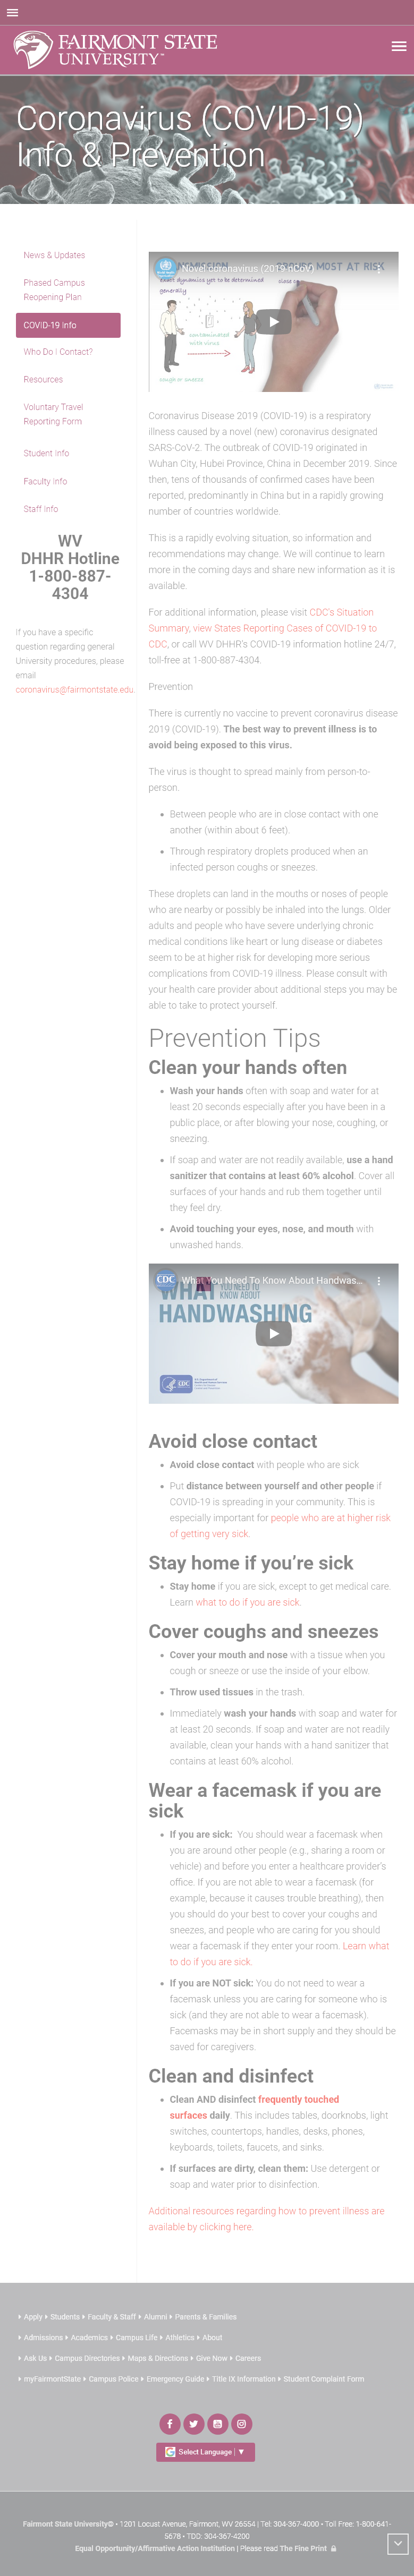 FAIRMONT STATE
UNIVERSITY
Coronavirus (COVID-19)
Info & Prevention
News & Updates
Phased Campus
Reopening Plan
COVID-19 Info
Who Do I Contact?
Resources
Voluntary Travel
Reporting Form
Student Info
Faculty Info
Staff Info
WV
DHHR Hotline
1-800-887-
4304
If you have a specific
question regarding general
University procedures, please
email
coronavirus@fairmontstate.edu.
Novel coronavirus (2019-nCoV)
Coronavirus Disease 2019 (COVID-19) is a respiratory
illness caused by a novel (new) coronavirus designated
SARS-CoV-2. The outbreak of COVID-19 originated in
Wuhan City, Hubei Province, China in December 2019. Since
then, tens of thousands of confirmed cases have been
reported, predominantly in China but in a rapidly growing
number of countries worldwide.
This is a rapidly evolving situation, so information and
recommendations may change. We will continue to learn
more in the coming days and share new information as it is
available.
For additional information, please visit CDC's Situation
Summary, view States Reporting Cases of COVID-19 to
CDC, or call WV DHHR's COVID-19 information hotline 24/7,
toll-free at 1-800-887-4304.
Prevention
There is currently no vaccine to prevent coronavirus disease
2019 (COVID-19). The best way to prevent illness is to
avoid being exposed to this virus.
The virus is thought to spread mainly from person-to-
person.
Between people who are in close contact with one
another (within about 6 feet).
Through respiratory droplets produced when an
infected person coughs or sneezes.
These droplets can land in the mouths or noses of people
who are nearby or possibly be inhaled into the lungs. Older
adults and people who have severe underlying chronic
medical conditions like heart or lung disease or diabetes
seem to be at higher risk for developing more serious
complications from COVID-19 illness. Please consult with
your health care provider about additional steps you may be
able to take to protect yourself.
Prevention Tips
Clean your hands often
Wash your hands often with soap and water for at
least 20 seconds especially after you have been in a
public place, or after blowing your nose, coughing, or
sneezing.
If soap and water are not readily available, use a hand
sanitizer that contains at least 60% alcohol. Cover all
surfaces of your hands and rub them together until
they feel dry.
Avoid touching your eyes, nose, and mouth with
unwashed hands.
What You Need To Know About Handwas...
WHAT YOU NEED TO
KNOW ABOUT
HANDWASHING
CDC
Avoid close contact
Avoid close contact with people who are sick
Put distance between yourself and other people if
COVID-19 is spreading in your community. This is
especially important for people who are at higher risk
of getting very sick.
Stay home if you're sick
Stay home if you are sick, except to get medical care.
Learn what to do if you are sick.
Cover coughs and sneezes
Cover your mouth and nose with a tissue when you
cough or sneeze or use the inside of your elbow.
Throw used tissues in the trash.
Immediately wash your hands with soap and water for
at least 20 seconds. If soap and water are not readily
available, clean your hands with a hand sanitizer that
contains at least 60% alcohol.
Wear a facemask if you are
sick
If you are sick: You should wear a facemask when
you are around other people (e.g., sharing a room or
vehicle) and before you enter a healthcare provider's
office. If you are not able to wear a facemask (for
example, because it causes trouble breathing), then
you should do your best to cover your coughs and
sneezes, and people who are caring for you should
wear a facemask if they enter your room. Learn what
to do if you are sick.
If you are NOT sick: You do not need to wear a
facemask unless you are caring for someone who is
sick (and they are not able to wear a facemask).
Facemasks may be in short supply and they should be
saved for caregivers.
Clean and disinfect
Clean AND disinfect frequently touched
surfaces daily. This includes tables, doorknobs, light
switches, countertops, handles, desks, phones,
keyboards, toilets, faucets, and sinks.
If surfaces are dirty, clean them: Use detergent or
soap and water prior to disinfection.
Additional resources regarding how to prevent illness are
available by clicking here.
Apply Students Faculty & Staff Alumni Parents & Families
Admissions Academics Campus Life Athletics About
Ask Us Campus Directories Maps & Directions Give Now Careers
myFairmontState Campus Police Emergency Guide Title IX Information Student Complaint Form
Select Language ▼
Fairmont State University© • 1201 Locust Avenue, Fairmont, WV 26554 | Tel: 304-367-4000 • Toll Free: 1-800-641-
5678 • TDD: 304-367-4200
Equal Opportunity/Affirmative Action Institution | Please read The Fine Print